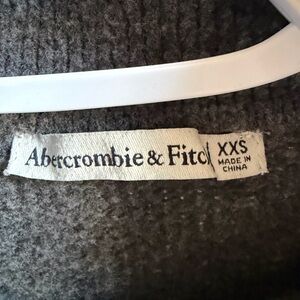 Abercrombie & Fitc
XXS
MADE IN
CHINA